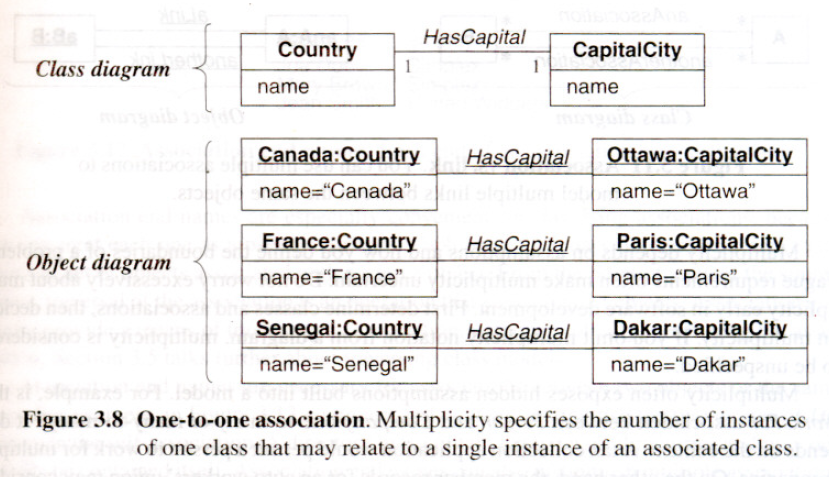 Class diagram
Country HasCapital CapitalCity
1 1
name name
Object diagram
Canada:Country HasCapital Ottawa:CapitalCity
name="Canada" name="Ottawa"
France:Country HasCapital Paris:CapitalCity
name="France" name="Paris"
Senegal:Country HasCapital Dakar:CapitalCity
name="Senegal" name="Dakar"
Figure 3.8 One-to-one association. Multiplicity specifies the number of instances
of one class that may relate to a single instance of an associated class.